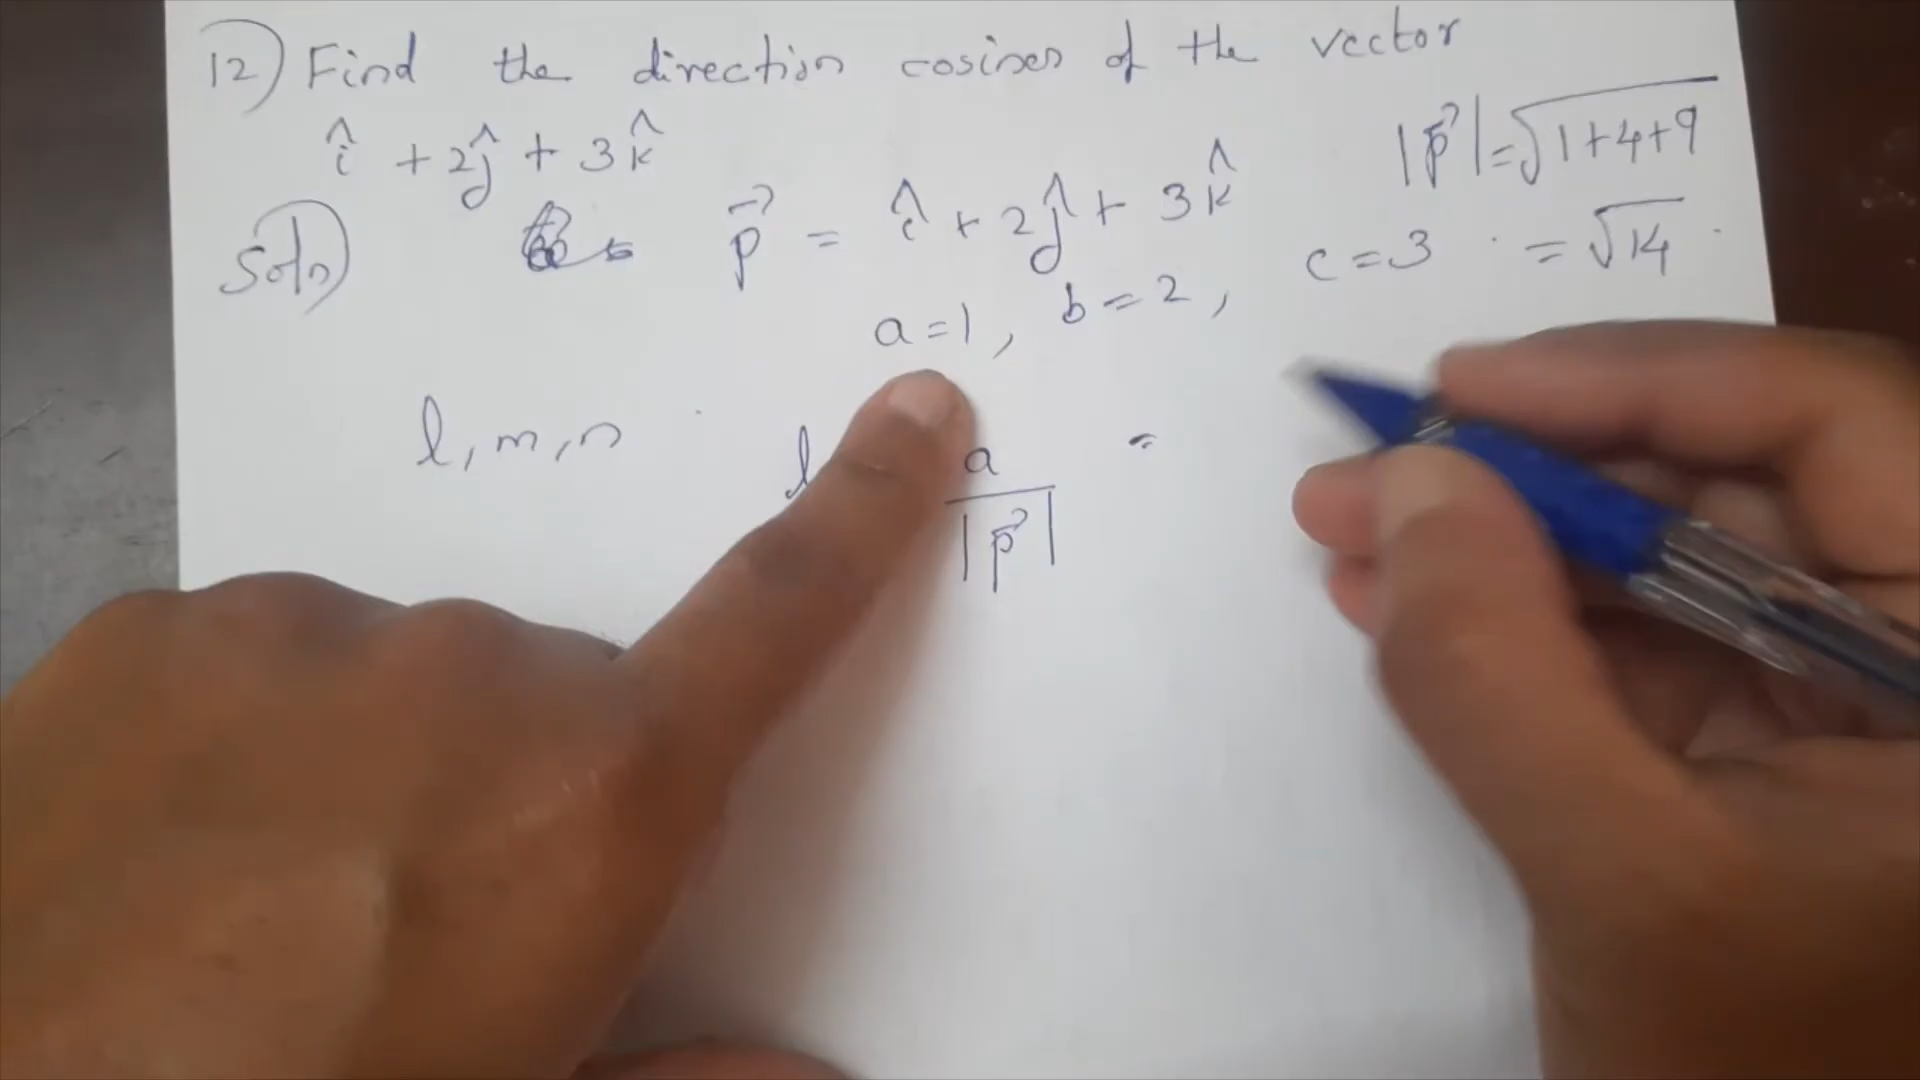 12) Find the direction cosines of the vector
î + 2ĵ + 3k̂
Soln p⃗ = î + 2ĵ + 3k̂
|p⃗| = √1+4+9
= √14
a = 1, b = 2, c = 3
l, m, n
l a =
|p⃗|